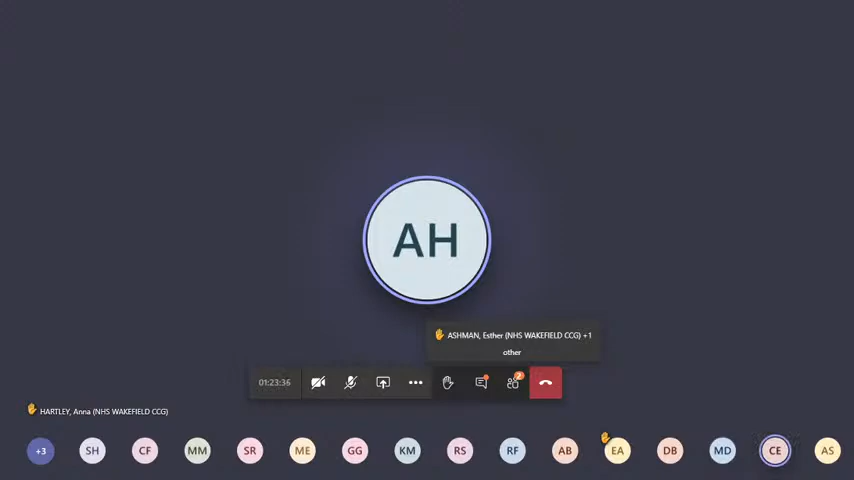 AH
✋ ASHMAN, Esther (NHS WAKEFIELD CCG) +1
other
01:23:36
2
✋ HARTLEY, Anna (NHS WAKEFIELD CCG)
+3 SH CF MM SR ME GG KM RS RF AB EA DB MD CE AS